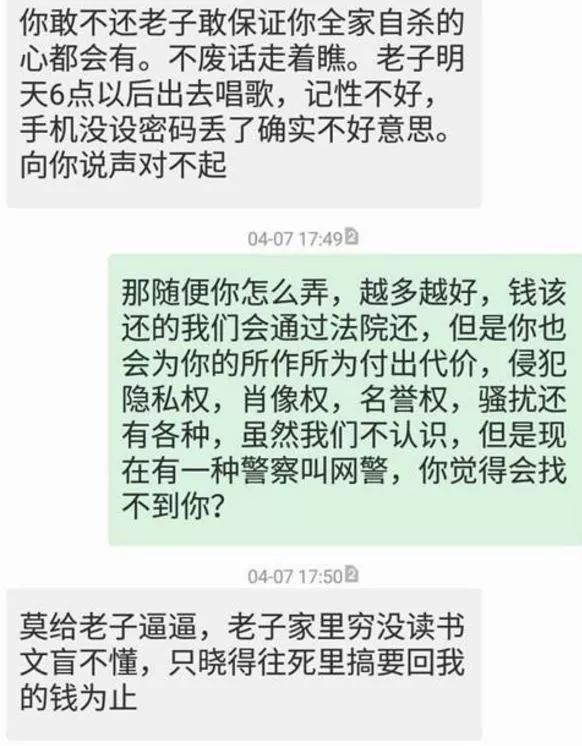 你敢不还老子敢保证你全家自杀的
心都会有。不废话走着瞧。老子明
天6点以后出去唱歌，记性不好，
手机没设密码丢了确实不好意思。
向你说声对不起
04-07 17:49 2
那随便你怎么弄，越多越好，钱该
还的我们会通过法院还，但是你也
会为你的所作所为付出代价，侵犯
隐私权，肖像权，名誉权，骚扰还
有各种，虽然我们不认识，但是现
在有一种警察叫网警，你觉得会找
不到你？
04-07 17:50 2
莫给老子逼逼，老子家里穷没读书
文盲不懂，只晓得往死里搞要回我
的钱为止